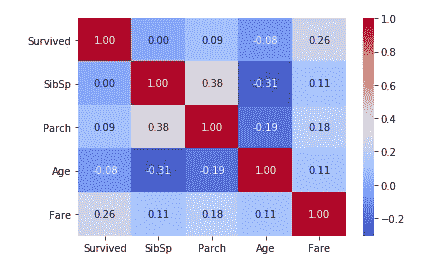 Survived 1.00 0.00 0.09 -0.08 0.26
SibSp 0.00 1.00 0.38 -0.31 0.11
Parch 0.09 0.38 1.00 -0.19 0.18
Age -0.08 -0.31 -0.19 1.00 0.11
Fare 0.26 0.11 0.18 0.11 1.00
Survived SibSp Parch Age Fare
1.0
0.8
0.6
0.4
0.2
0.0
−0.2